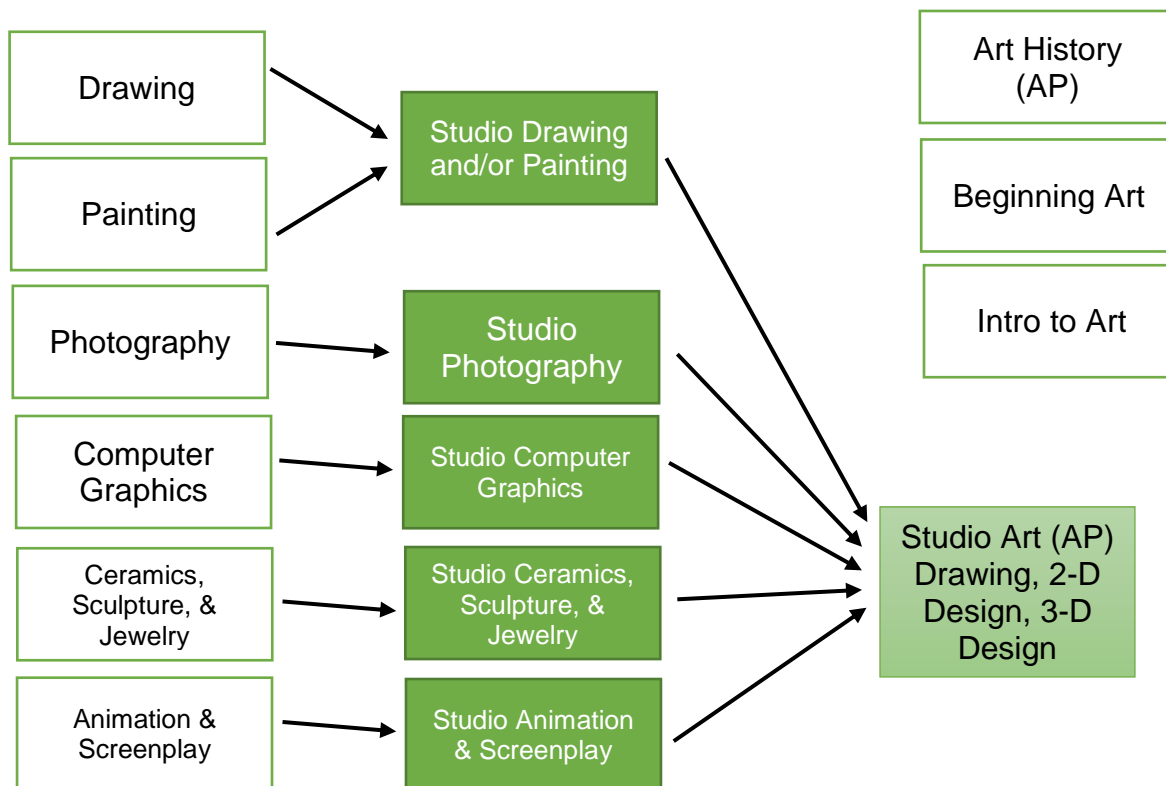 Drawing
Painting
Photography
Computer
Graphics
Ceramics,
Sculpture, &
Jewelry
Animation &
Screenplay
Studio Drawing
and/or Painting
Studio
Photography
Studio Computer
Graphics
Studio Ceramics,
Sculpture, &
Jewelry
Studio Animation
& Screenplay
Art History
(AP)
Beginning Art
Intro to Art
Studio Art (AP)
Drawing, 2-D
Design, 3-D
Design